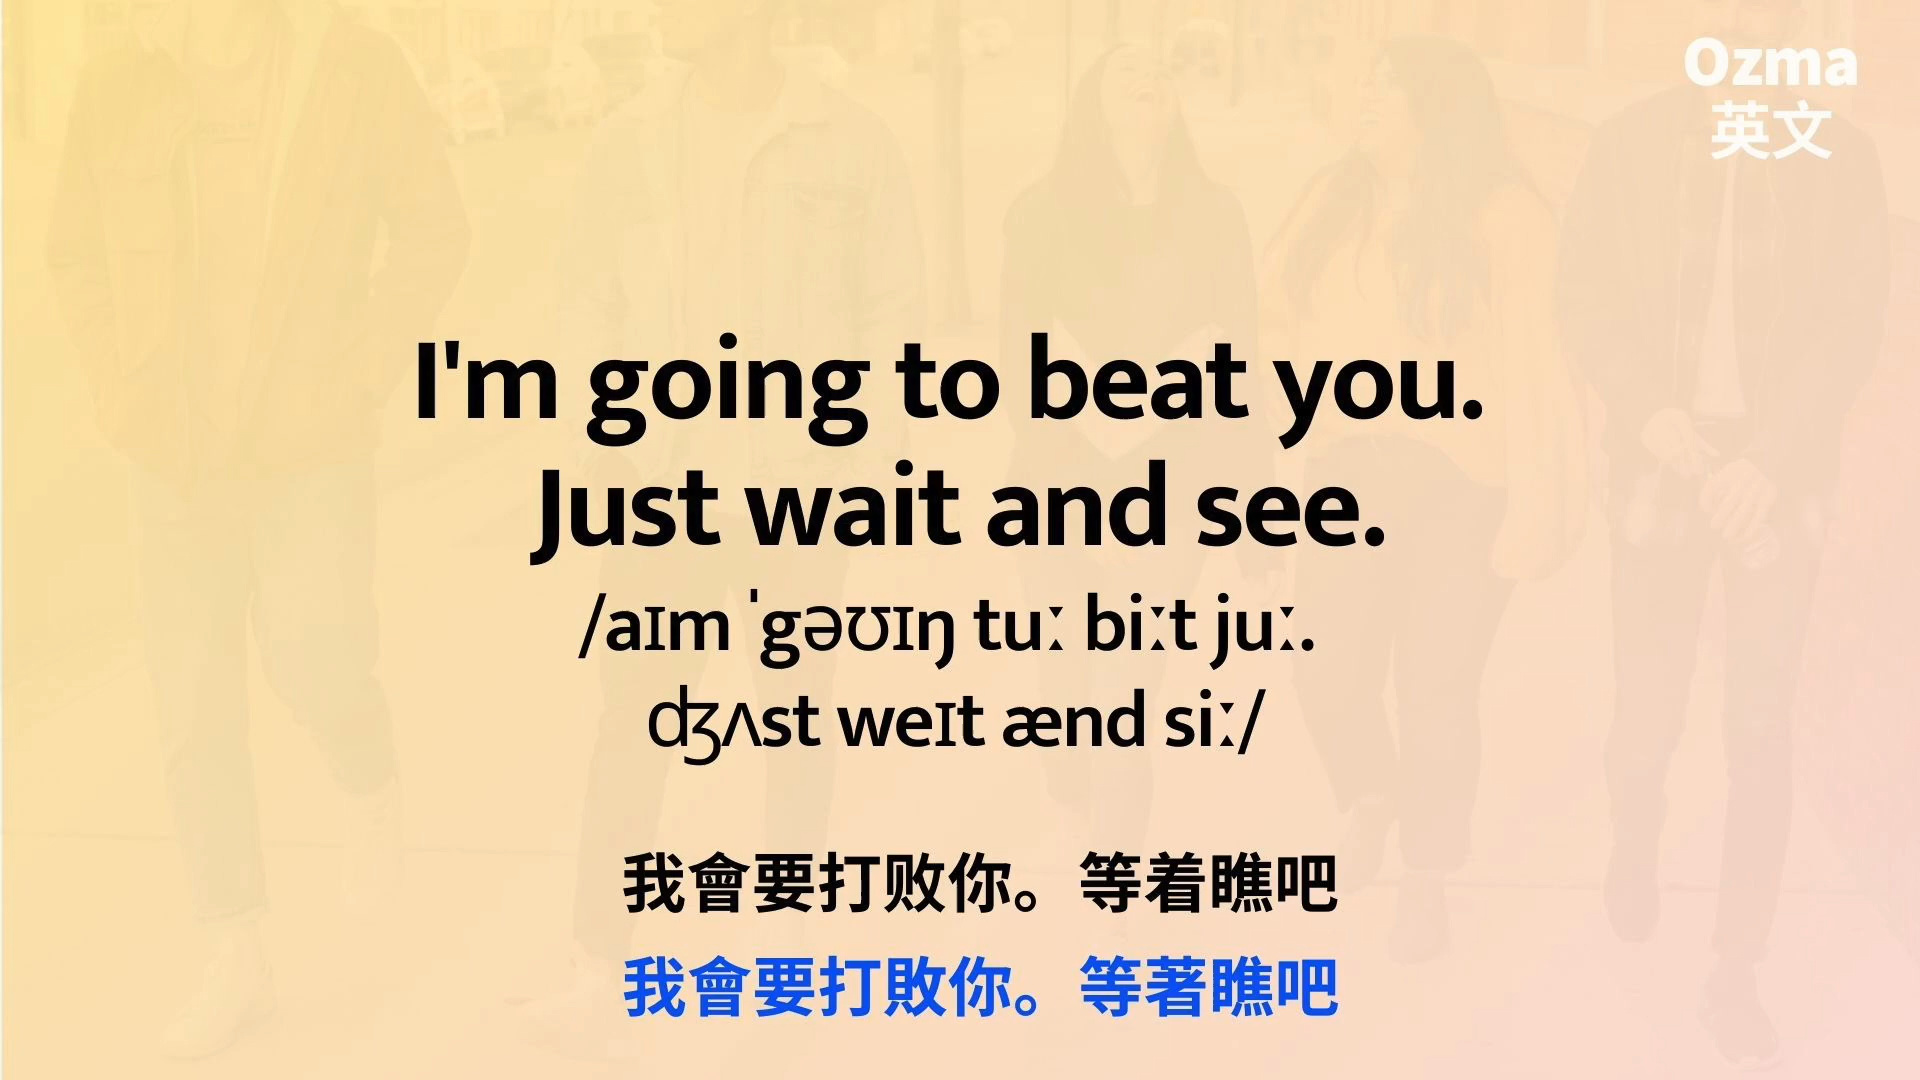 Ozma
英文
I'm going to beat you.
Just wait and see.
/aɪm ˈɡəʊɪŋ tuː biːt juː.
ʤʌst weɪt ænd siː/
我會要打败你。等着瞧吧
我會要打敗你。等著瞧吧